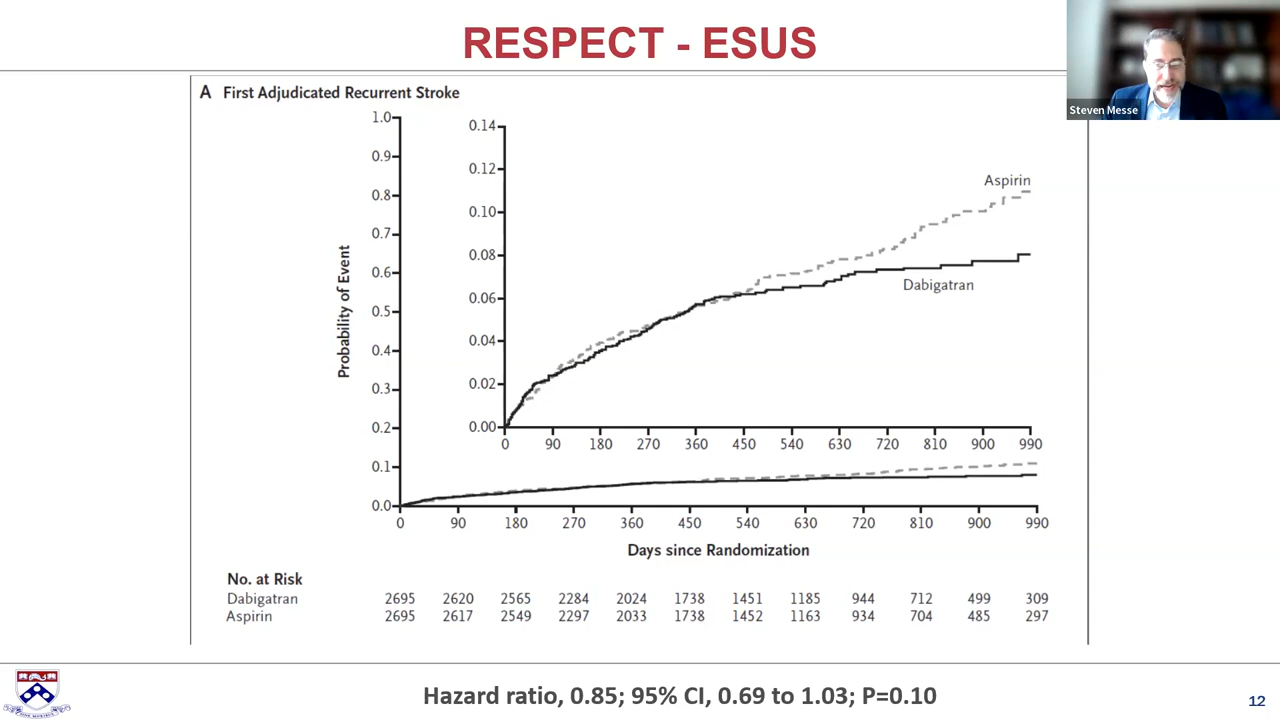 RESPECT - ESUS
Steven Messe
A First Adjudicated Recurrent Stroke
Probability of Event
1.0
0.9
0.8
0.7
0.6
0.5
0.4
0.3
0.2
0.1
0.0
0.14
0.12
0.10
0.08
0.06
0.04
0.02
0.00
Aspirin
Dabigatran
0 90 180 270 360 450 540 630 720 810 900 990
0 90 180 270 360 450 540 630 720 810 900 990
Days since Randomization
No. at Risk
Dabigatran 2695 2620 2565 2284 2024 1738 1451 1185 944 712 499 309
Aspirin 2695 2617 2549 2297 2033 1738 1452 1163 934 704 485 297
Hazard ratio, 0.85; 95% CI, 0.69 to 1.03; P=0.10
12